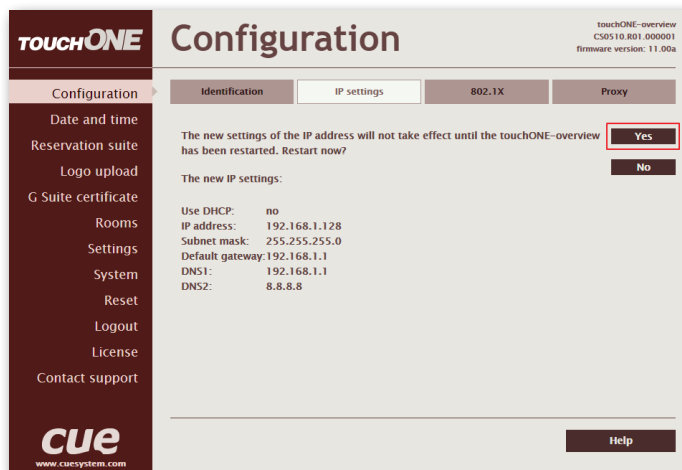 TOUCHONE
Configuration
touchONE-overview
CS0510.R01.000001
firmware version: 11.00a
Configuration
Date and time
Reservation suite
Logo upload
G Suite certificate
Rooms
Settings
System
Reset
Logout
License
Contact support
cue
www.cuesystem.com
Identification
IP settings
802.1X
Proxy
The new settings of the IP address will not take effect until the touchONE-overview
has been restarted. Restart now?
Yes
No
The new IP settings:
Use DHCP: no
IP address: 192.168.1.128
Subnet mask: 255.255.255.0
Default gateway:192.168.1.1
DNS1: 192.168.1.1
DNS2: 8.8.8.8
Help